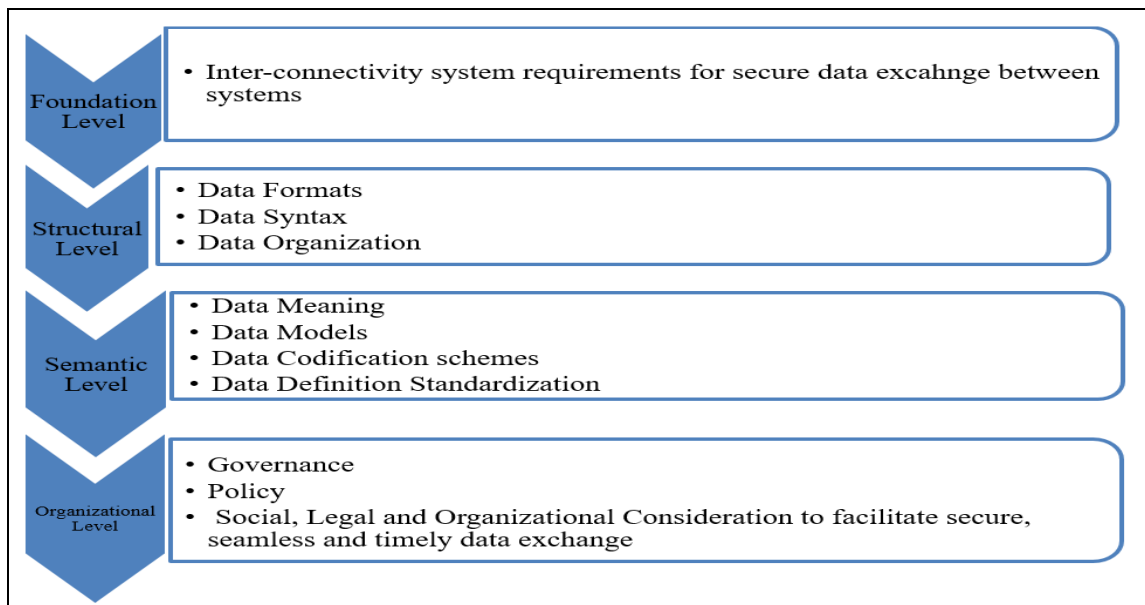 Foundation
Level
• Inter-connectivity system requirements for secure data excahnge between
systems
Structural
Level
• Data Formats
• Data Syntax
• Data Organization
Semantic
Level
• Data Meaning
• Data Models
• Data Codification schemes
• Data Definition Standardization
Organizational
Level
• Governance
• Policy
• Social, Legal and Organizational Consideration to facilitate secure,
seamless and timely data exchange